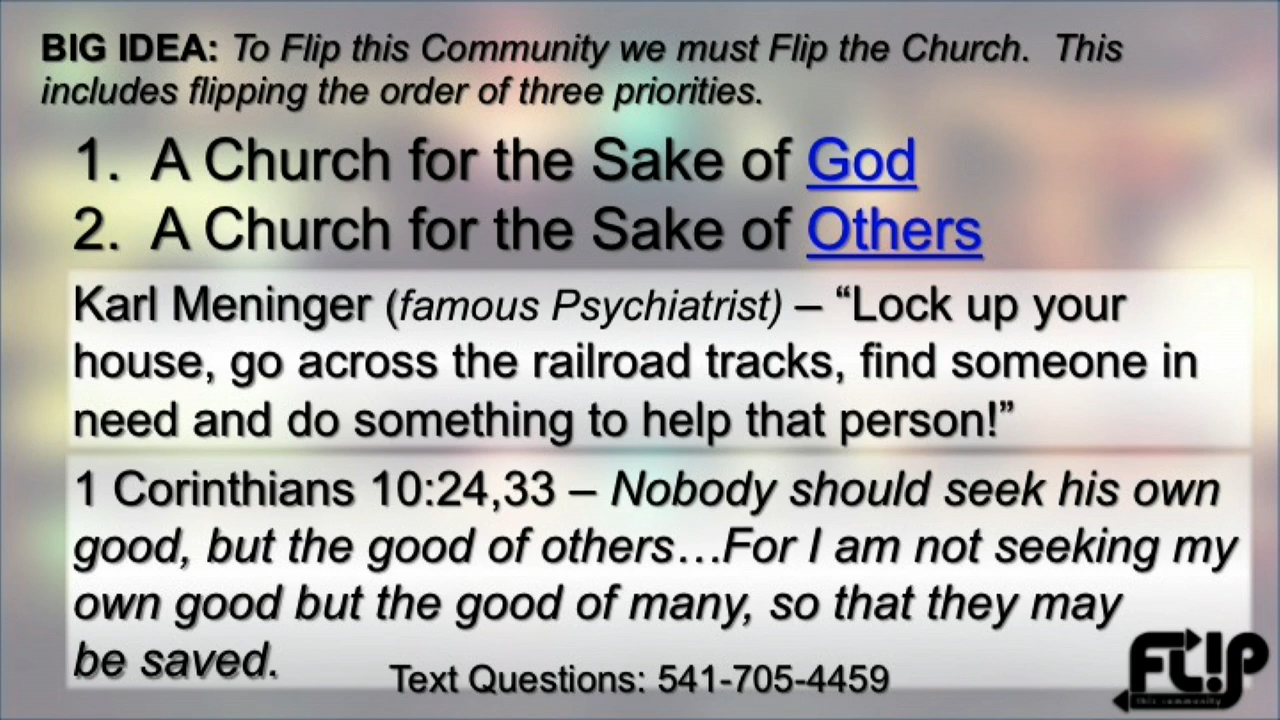 BIG IDEA: To Flip this Community we must Flip the Church. This
includes flipping the order of three priorities.
1. A Church for the Sake of God
2. A Church for the Sake of Others
Karl Meninger (famous Psychiatrist) – “Lock up your
house, go across the railroad tracks, find someone in
need and do something to help that person!”
1 Corinthians 10:24,33 – Nobody should seek his own
good, but the good of others…For I am not seeking my
own good but the good of many, so that they may
be saved.
Text Questions: 541-705-4459
FL!P
this community